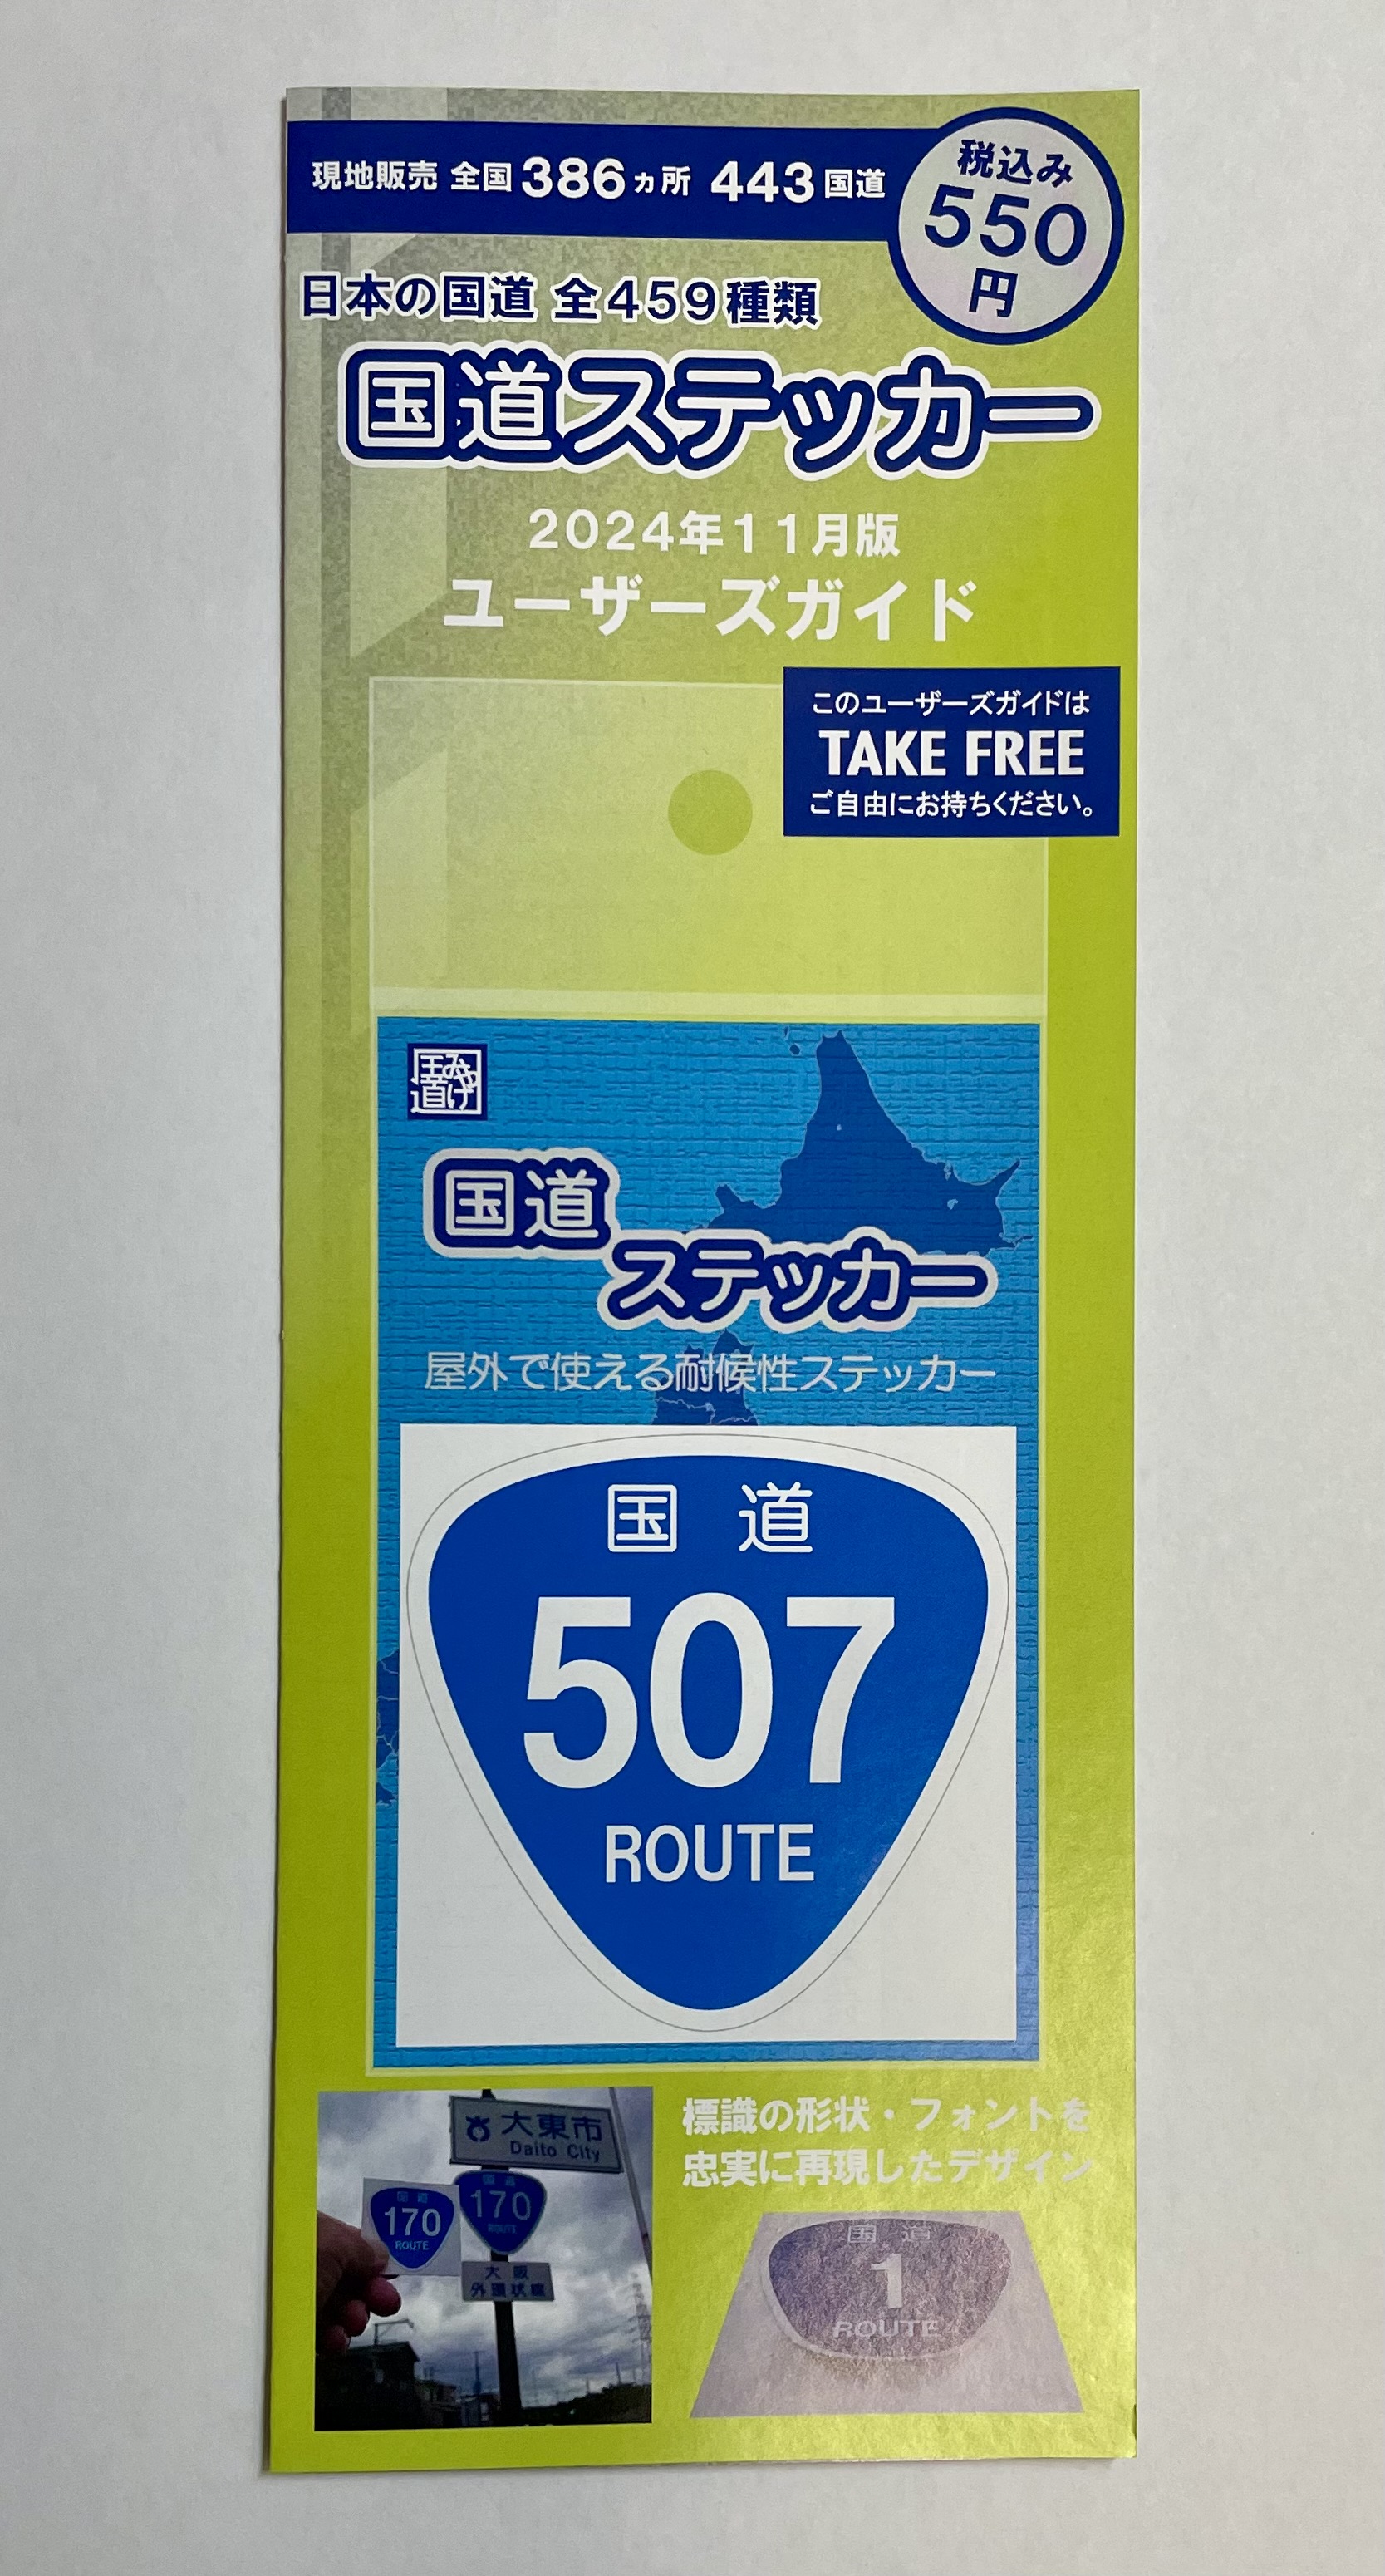 現地販売 全国386ヵ所 443国道
税込み
550
円
日本の国道 全459種類
国道ステッカー
2024年11月版
ユーザーズガイド
このユーザーズガイドは
TAKE FREE
ご自由にお持ちください。
国道みやげ
国道
ステッカー
屋外で使える耐候性ステッカー
国道
507
ROUTE
大東市
Daito City
国道
170
ROUTE
国道
170
ROUTE
大阪
外環状線
標識の形状・フォントを
忠実に再現したデザイン
国道
1
ROUTE